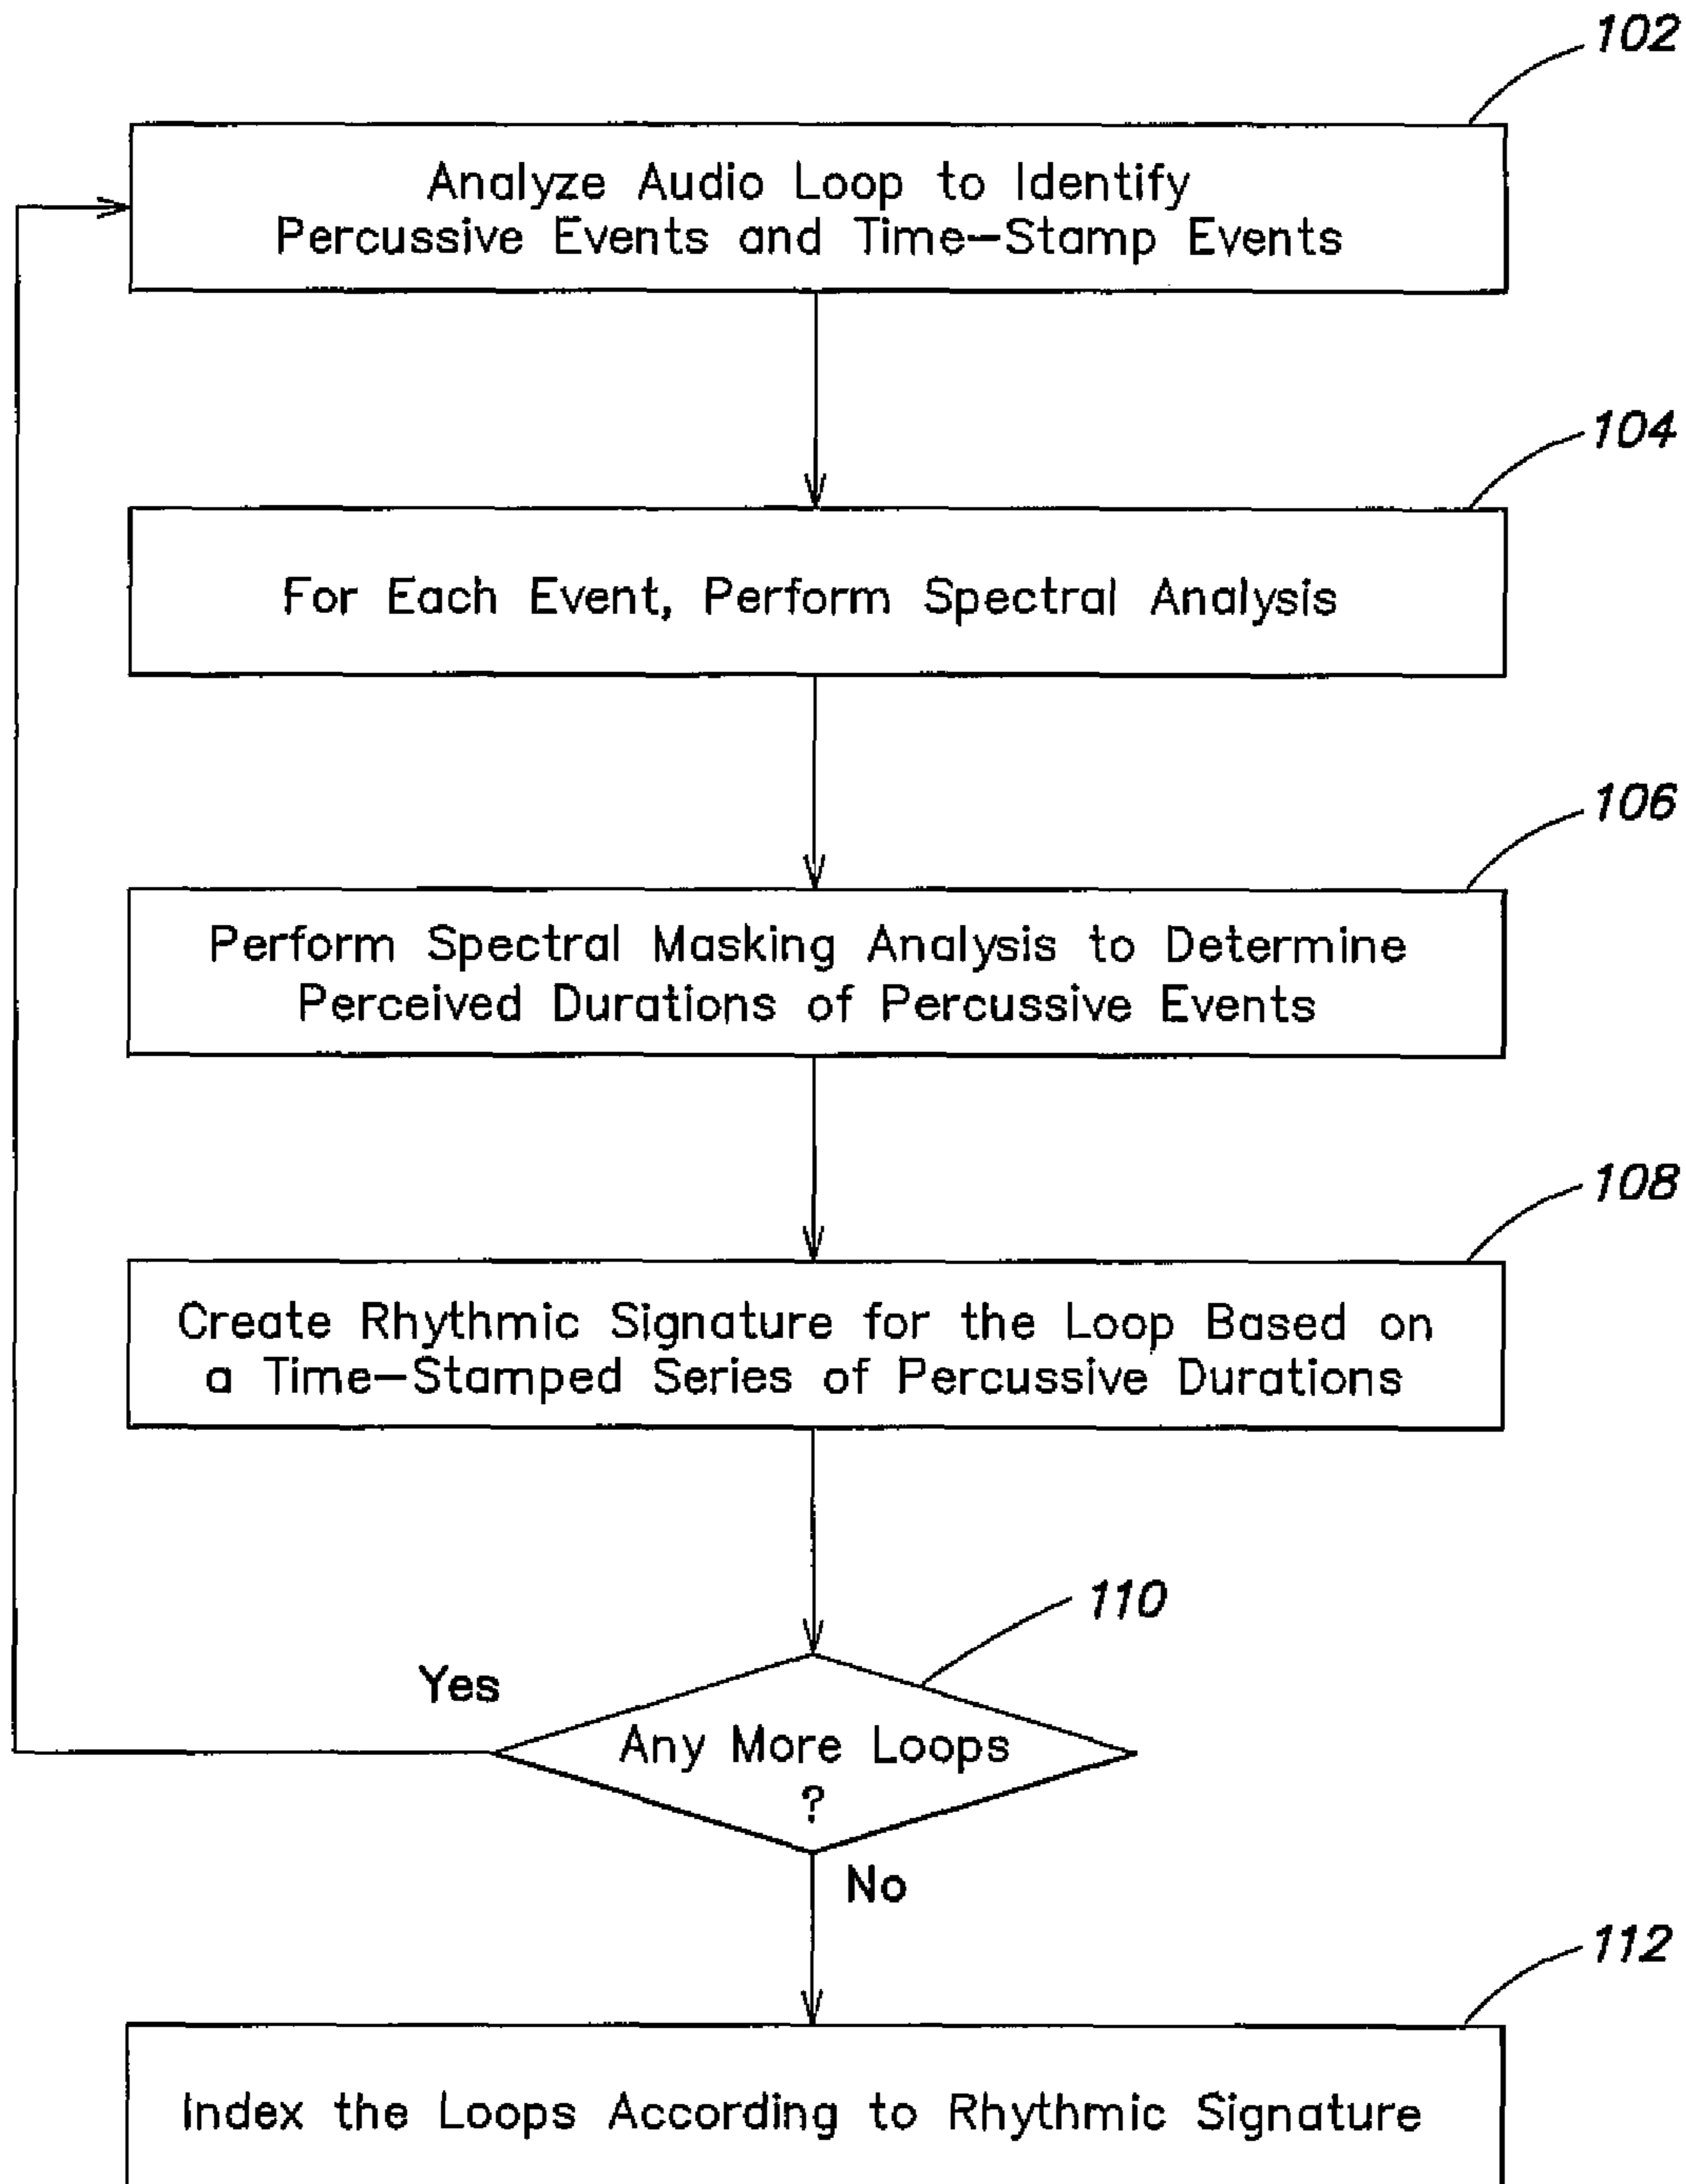 102
Analyze Audio Loop to Identify
Percussive Events and Time-Stamp Events
104
For Each Event, Perform Spectral Analysis
106
Perform Spectral Masking Analysis to Determine
Perceived Durations of Percussive Events
108
Create Rhythmic Signature for the Loop Based on
a Time-Stamped Series of Percussive Durations
110
Yes
Any More Loops
?
No
112
Index the Loops According to Rhythmic Signature